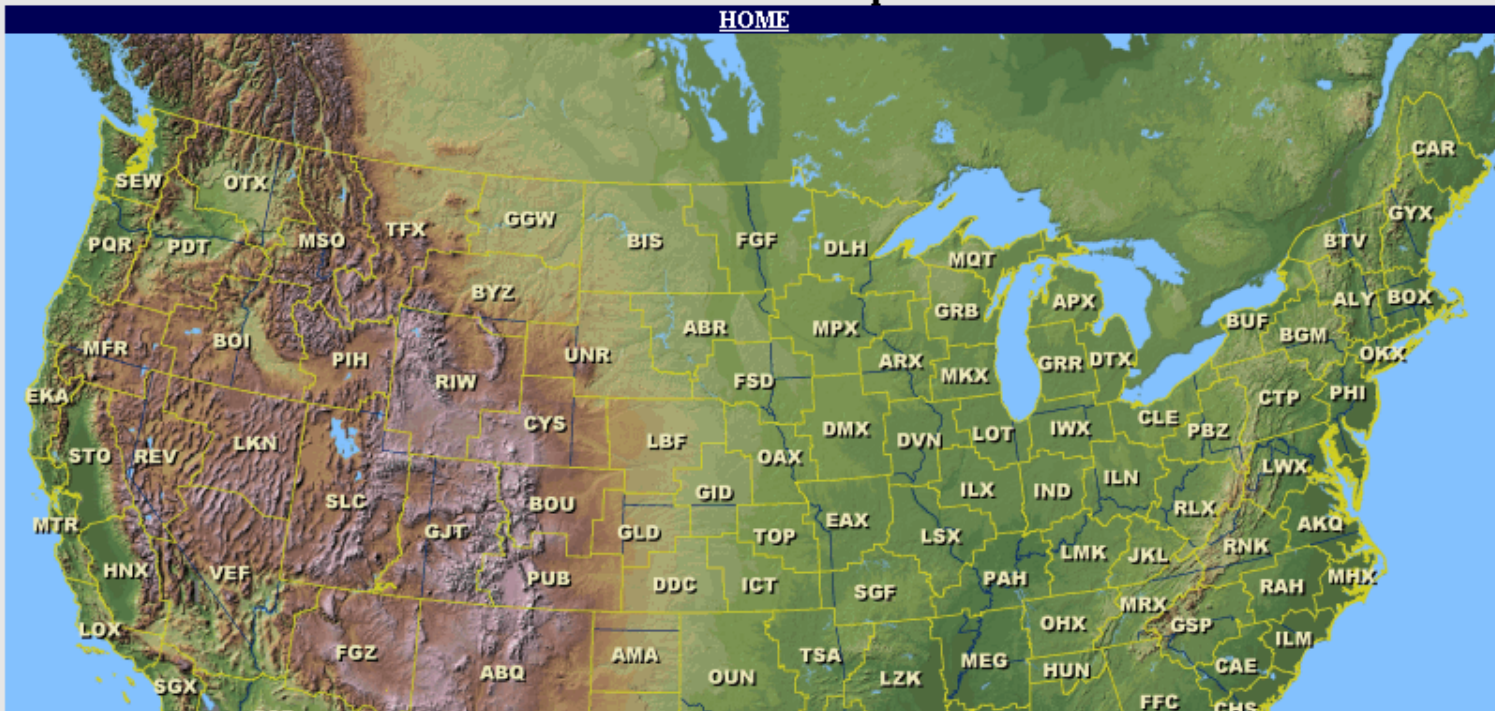 HOME
CAR
SEW
OTX
GYX
GGW
TFX
PQR
PDT
MSO
BIS
FGF
DLH
BTV
MQT
BYZ
APX
ALY
BOX
GRB
BUF
ABR
MPX
BGM
MFR
BOI
PIH
UNR
ARX
GRR
DTX
OKX
RIW
FSD
MKX
EKA
CTP
PHI
CYS
CLE
LKN
LBF
DMX
DVN
LOT
IWX
PBZ
STO
REV
OAX
LWX
SLC
BOU
GID
ILX
IND
ILN
RLX
MTR
GJT
GLD
TOP
EAX
LSX
AKQ
LMK
JKL
RNK
HNX
VEF
PUB
DDC
ICT
SGF
PAH
RAH
MHX
MRX
LOX
OHX
GSP
ILM
FGZ
ABQ
AMA
OUN
TSA
LZK
MEG
HUN
CAE
SGX
FFC
CHS